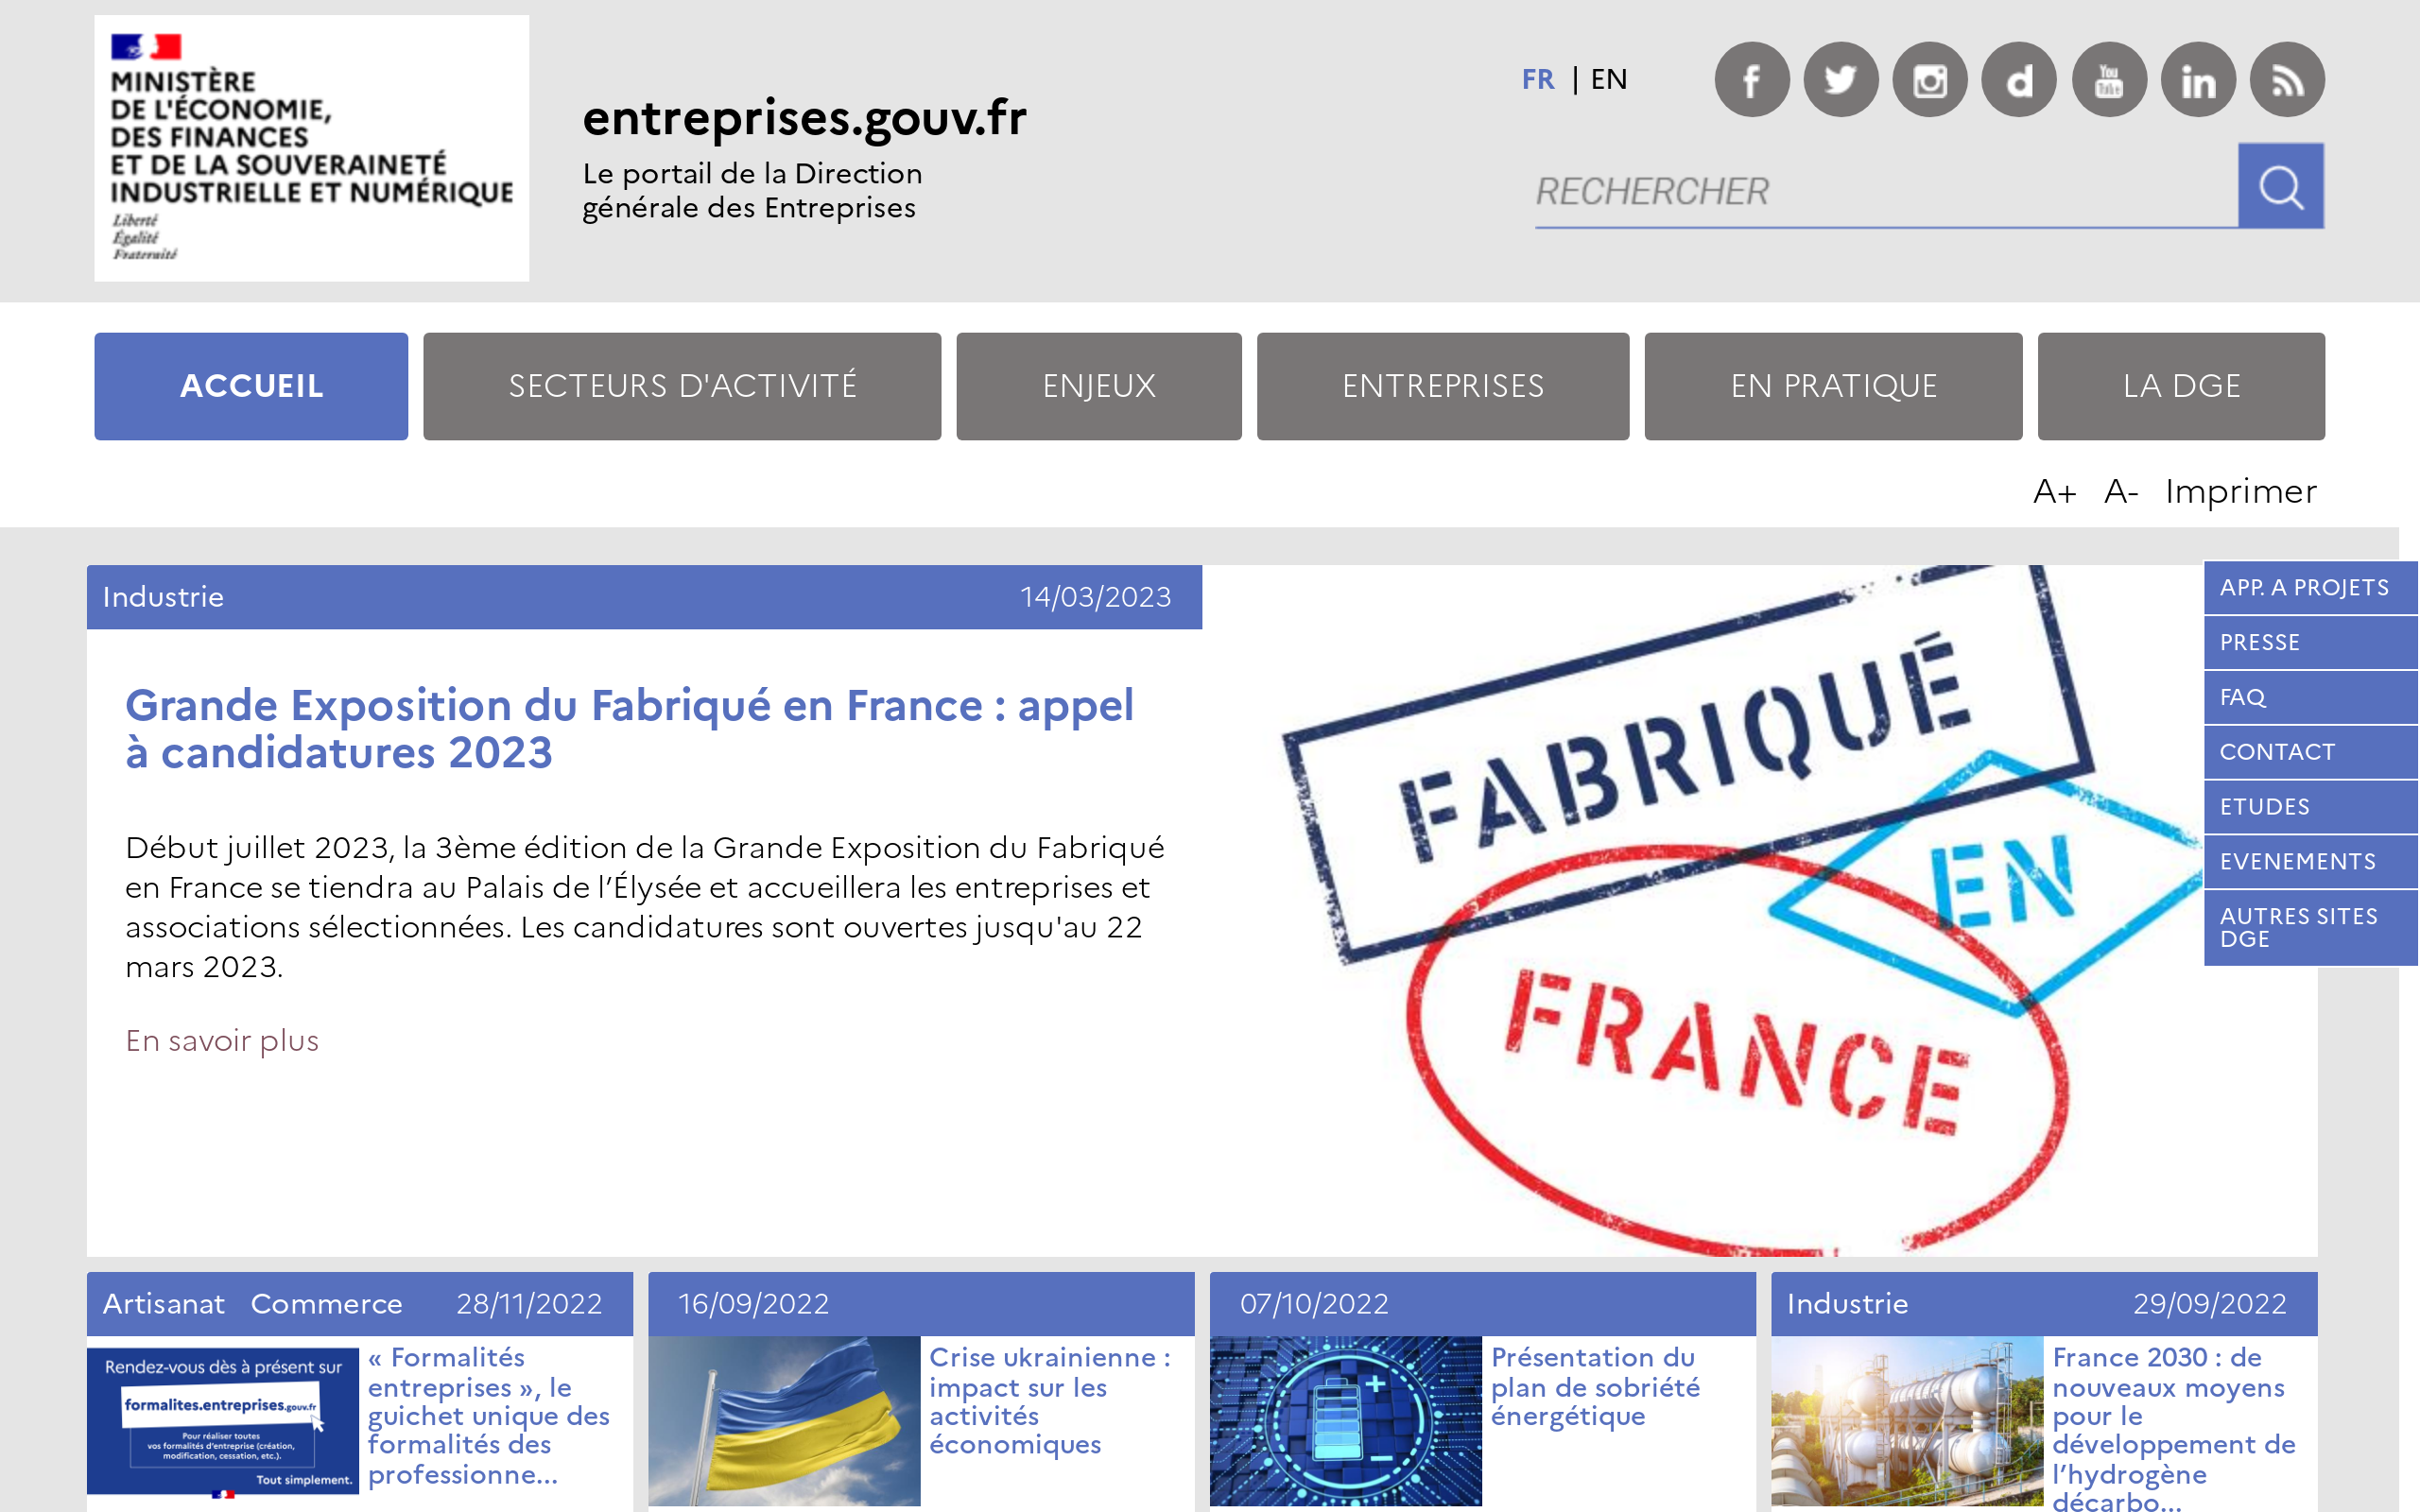 MINISTÈRE
DE L'ÉCONOMIE,
DES FINANCES
ET DE LA SOUVERAINETÉ
INDUSTRIELLE ET NUMÉRIQUE
Liberté
Égalité
Fraternité
entreprises.gouv.fr
Le portail de la Direction
générale des Entreprises
FR | EN
f
d
You Tube
in
RECHERCHER
ACCUEIL
SECTEURS D'ACTIVITÉ
ENJEUX
ENTREPRISES
EN PRATIQUE
LA DGE
A+ A- Imprimer
Industrie 14/03/2023
Grande Exposition du Fabriqué en France : appel
à candidatures 2023
Début juillet 2023, la 3ème édition de la Grande Exposition du Fabriqué
en France se tiendra au Palais de l’Élysée et accueillera les entreprises et
associations sélectionnées. Les candidatures sont ouvertes jusqu'au 22
mars 2023.
En savoir plus
FABRIQUÉ
EN
FRANCE
APP. A PROJETS
PRESSE
FAQ
CONTACT
ETUDES
EVENEMENTS
AUTRES SITES
DGE
Artisanat Commerce 28/11/2022
Rendez-vous dès à présent sur
formalites.entreprises.gouv.fr
Pour réaliser toutes
vos formalités d'entreprise (création,
modification, cessation, etc.).
Tout simplement.
« Formalités
entreprises », le
guichet unique des
formalités des
professionne...
16/09/2022
Crise ukrainienne :
impact sur les
activités
économiques
07/10/2022
Présentation du
plan de sobriété
énergétique
Industrie 29/09/2022
France 2030 : de
nouveaux moyens
pour le
développement de
l’hydrogène
décarbo...